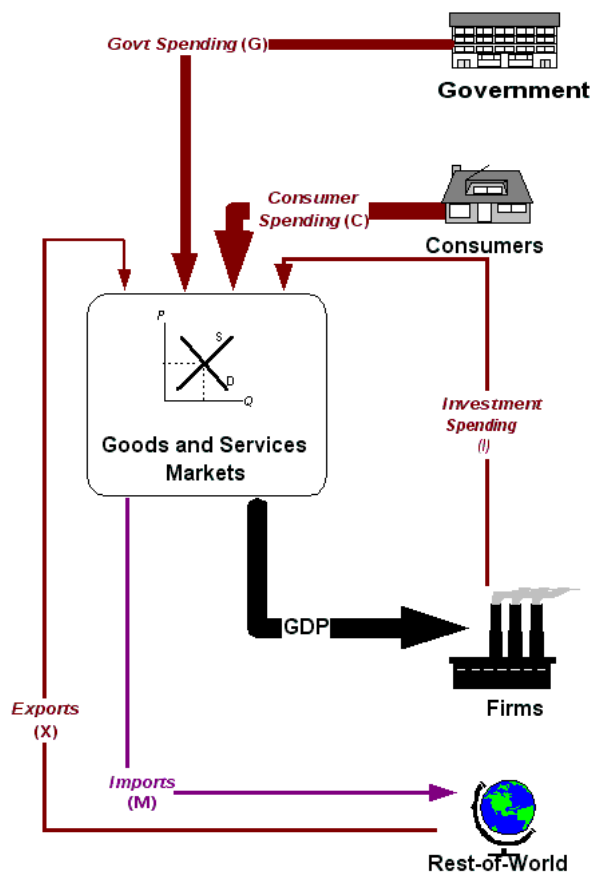 Govt Spending (G)
Government
Consumer
Spending (C)
Consumers
P
S
D
Q
Goods and Services
Markets
Investment
Spending
(I)
GDP
Firms
Exports
(X)
Imports
(M)
Rest-of-World